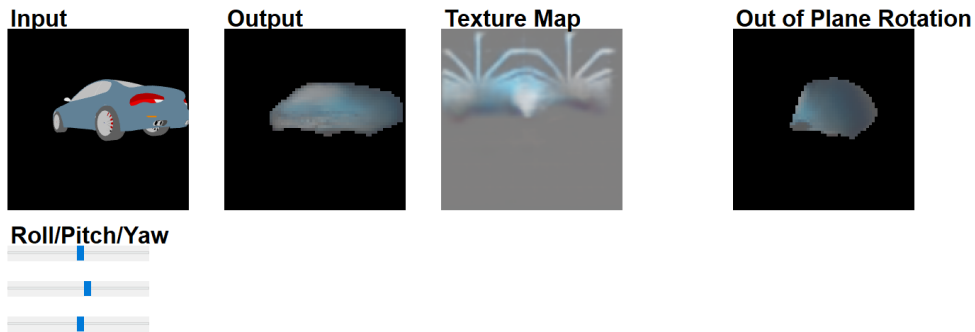 Input
Output
Texture Map
Out of Plane Rotation
Roll/Pitch/Yaw